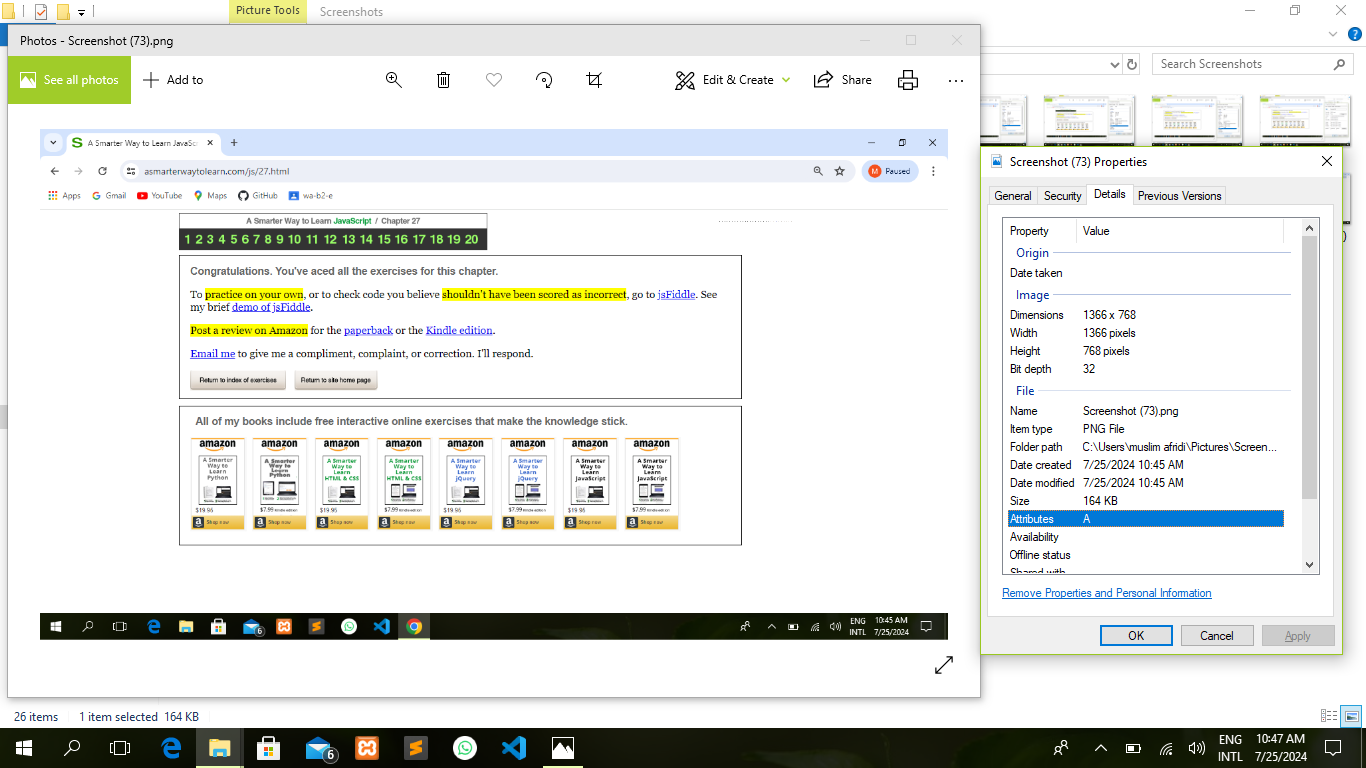 Picture Tools
Screenshots
Photos - Screenshot (73).png
See all photos
Add to
Edit & Create
Share
Search Screenshots
A Smarter Way to Learn JavaSc
asmarterwaytolearn.com/js/27.html
M Paused
Apps Gmail YouTube Maps GitHub wa-b2-e
A Smarter Way to Learn JavaScript / Chapter 27
1 2 3 4 5 6 7 8 9 10 11 12 13 14 15 16 17 18 19 20
Congratulations. You've aced all the exercises for this chapter.
To practice on your own, or to check code you believe shouldn't have been scored as incorrect, go to jsFiddle. See
my brief demo of jsFiddle.
Post a review on Amazon for the paperback or the Kindle edition.
Email me to give me a compliment, complaint, or correction. I'll respond.
Return to index of exercises
Return to site home page
All of my books include free interactive online exercises that make the knowledge stick.
amazon amazon amazon amazon amazon amazon amazon amazon
A Smarter Way to Learn Python
A Smarter Way to Learn Python
A Smarter Way to Learn HTML & CSS
A Smarter Way to Learn HTML & CSS
A Smarter Way to Learn jQuery
A Smarter Way to Learn jQuery
A Smarter Way to Learn JavaScript
A Smarter Way to Learn JavaScript
$19.95 $7.99 Kindle edition $19.95 $7.99 Kindle edition $19.95 $7.99 Kindle edition $19.95 $7.99 Kindle edition
Shop now Shop now Shop now Shop now Shop now Shop now Shop now Shop now
6
ENG
INTL
10:45 AM
7/25/2024
Screenshot (73) Properties
General Security Details Previous Versions
Property Value
Origin
Date taken
Image
Dimensions 1366 x 768
Width 1366 pixels
Height 768 pixels
Bit depth 32
File
Name Screenshot (73).png
Item type PNG File
Folder path C:\Users\muslim afridi\Pictures\Screen...
Date created 7/25/2024 10:45 AM
Date modified 7/25/2024 10:45 AM
Size 164 KB
Attributes A
Availability
Offline status
Shared with
Remove Properties and Personal Information
OK Cancel Apply
26 items 1 item selected 164 KB
6
ENG
INTL
10:47 AM
7/25/2024